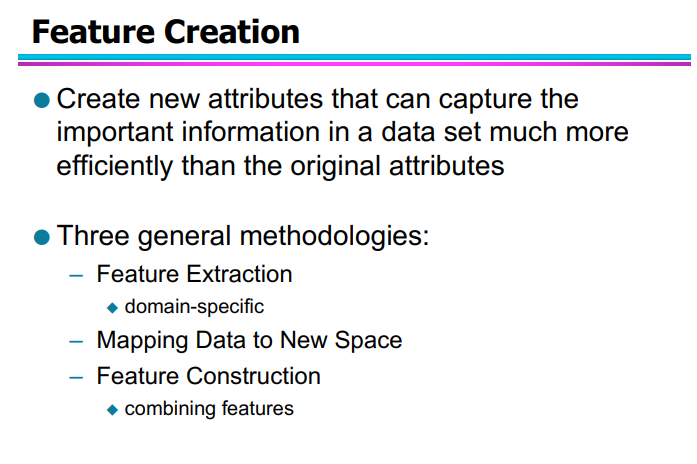 Feature Creation
Create new attributes that can capture the
important information in a data set much more
efficiently than the original attributes
Three general methodologies:
– Feature Extraction
domain-specific
– Mapping Data to New Space
– Feature Construction
combining features